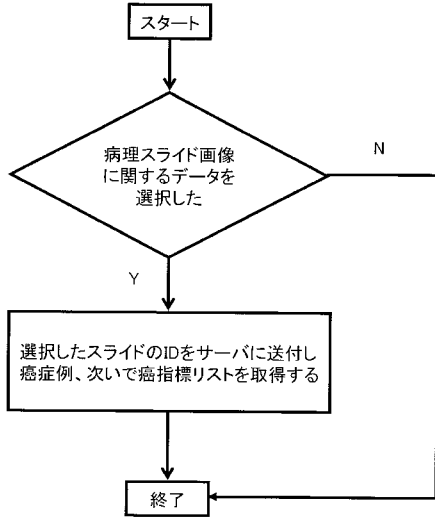 スタート
病理スライド画像
に関するデータを
選択した
N
Y
選択したスライドのIDをサーバに送付し
癌症例、次いで癌指標リストを取得する
終了